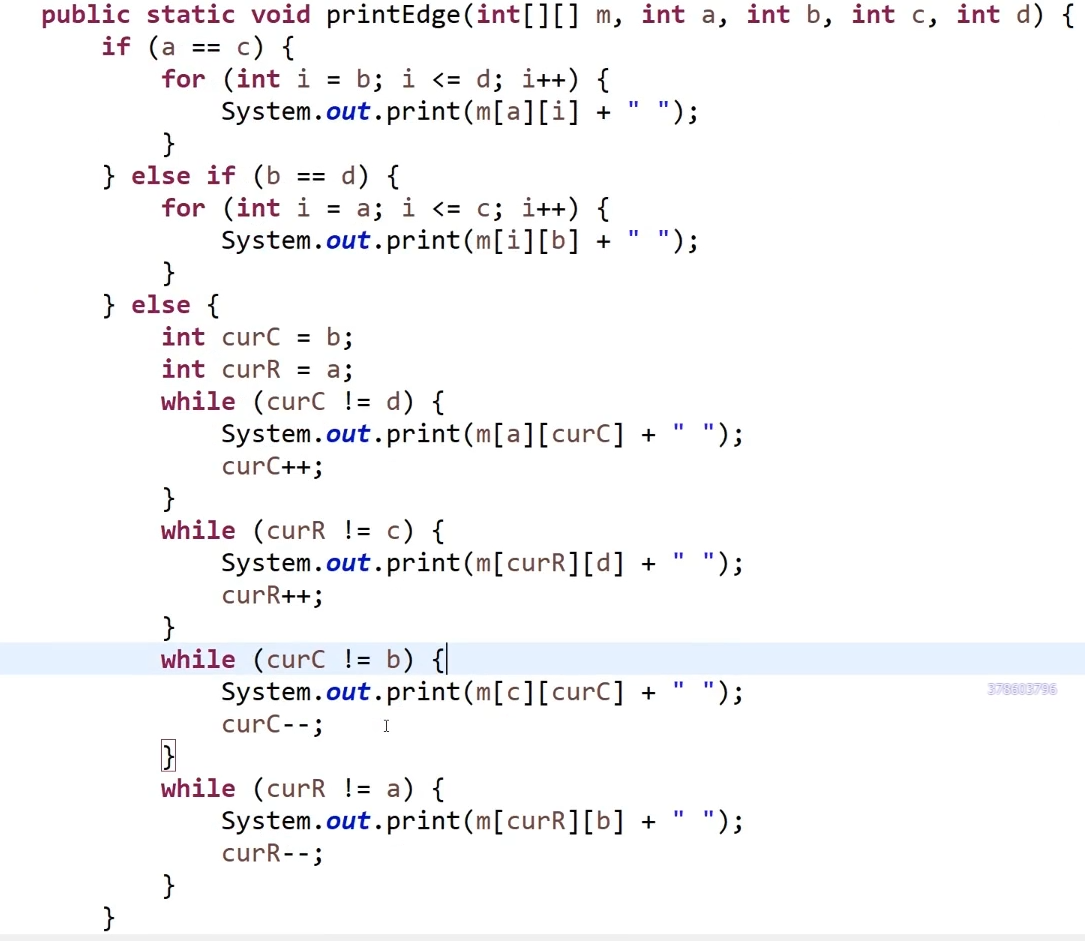 public static void printEdge(int[][] m, int a, int b, int c, int d) {
    if (a == c) {
        for (int i = b; i <= d; i++) {
            System.out.print(m[a][i] + " ");
        }
    } else if (b == d) {
        for (int i = a; i <= c; i++) {
            System.out.print(m[i][b] + " ");
        }
    } else {
        int curC = b;
        int curR = a;
        while (curC != d) {
            System.out.print(m[a][curC] + " ");
            curC++;
        }
        while (curR != c) {
            System.out.print(m[curR][d] + " ");
            curR++;
        }
        while (curC != b) {
            System.out.print(m[c][curC] + " ");
378603796
            curC--;
        }
        while (curR != a) {
            System.out.print(m[curR][b] + " ");
            curR--;
        }
    }